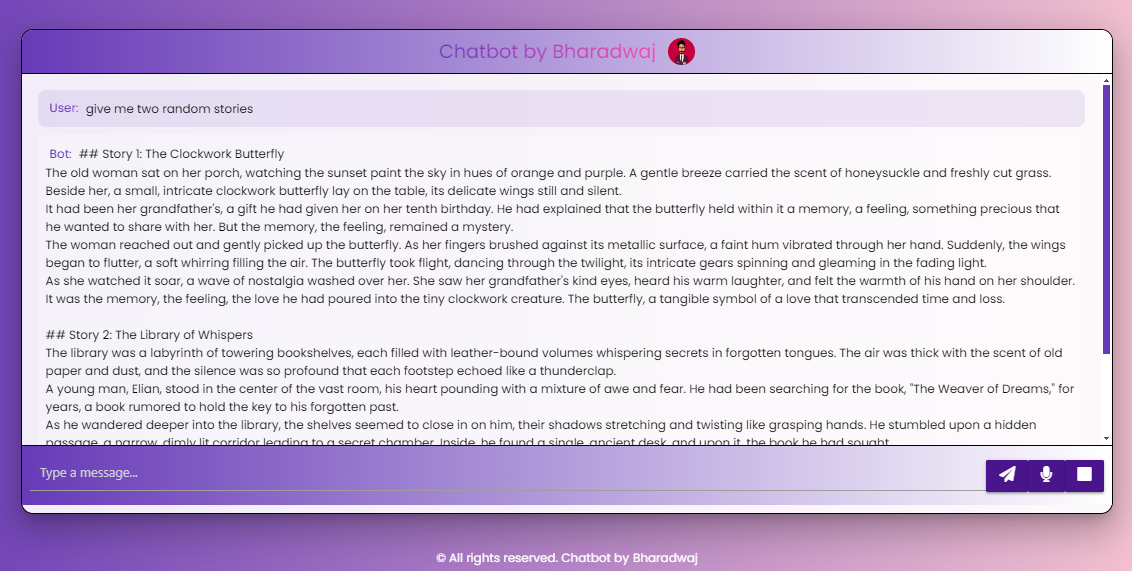 Chatbot by Bharadwaj
User: give me two random stories
Bot: ## Story 1: The Clockwork Butterfly
The old woman sat on her porch, watching the sunset paint the sky in hues of orange and purple. A gentle breeze carried the scent of honeysuckle and freshly cut grass.
Beside her, a small, intricate clockwork butterfly lay on the table, its delicate wings still and silent.
It had been her grandfather's, a gift he had given her on her tenth birthday. He had explained that the butterfly held within it a memory, a feeling, something precious that
he wanted to share with her. But the memory, the feeling, remained a mystery.
The woman reached out and gently picked up the butterfly. As her fingers brushed against its metallic surface, a faint hum vibrated through her hand. Suddenly, the wings
began to flutter, a soft whirring filling the air. The butterfly took flight, dancing through the twilight, its intricate gears spinning and gleaming in the fading light.
As she watched it soar, a wave of nostalgia washed over her. She saw her grandfather's kind eyes, heard his warm laughter, and felt the warmth of his hand on her shoulder.
It was the memory, the feeling, the love he had poured into the tiny clockwork creature. The butterfly, a tangible symbol of a love that transcended time and loss.
## Story 2: The Library of Whispers
The library was a labyrinth of towering bookshelves, each filled with leather-bound volumes whispering secrets in forgotten tongues. The air was thick with the scent of old
paper and dust, and the silence was so profound that each footstep echoed like a thunderclap.
A young man, Elian, stood in the center of the vast room, his heart pounding with a mixture of awe and fear. He had been searching for the book, "The Weaver of Dreams," for
years, a book rumored to hold the key to his forgotten past.
As he wandered deeper into the library, the shelves seemed to close in on him, their shadows stretching and twisting like grasping hands. He stumbled upon a hidden
passage, a narrow, dimly lit corridor leading to a secret chamber. Inside, he found a single, ancient desk, and upon it, the book he had sought.
Type a message...
© All rights reserved. Chatbot by Bharadwaj